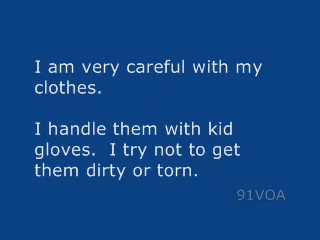 I am very careful with my
clothes.
I handle them with kid
gloves.  I try not to get
them dirty or torn.
91VOA